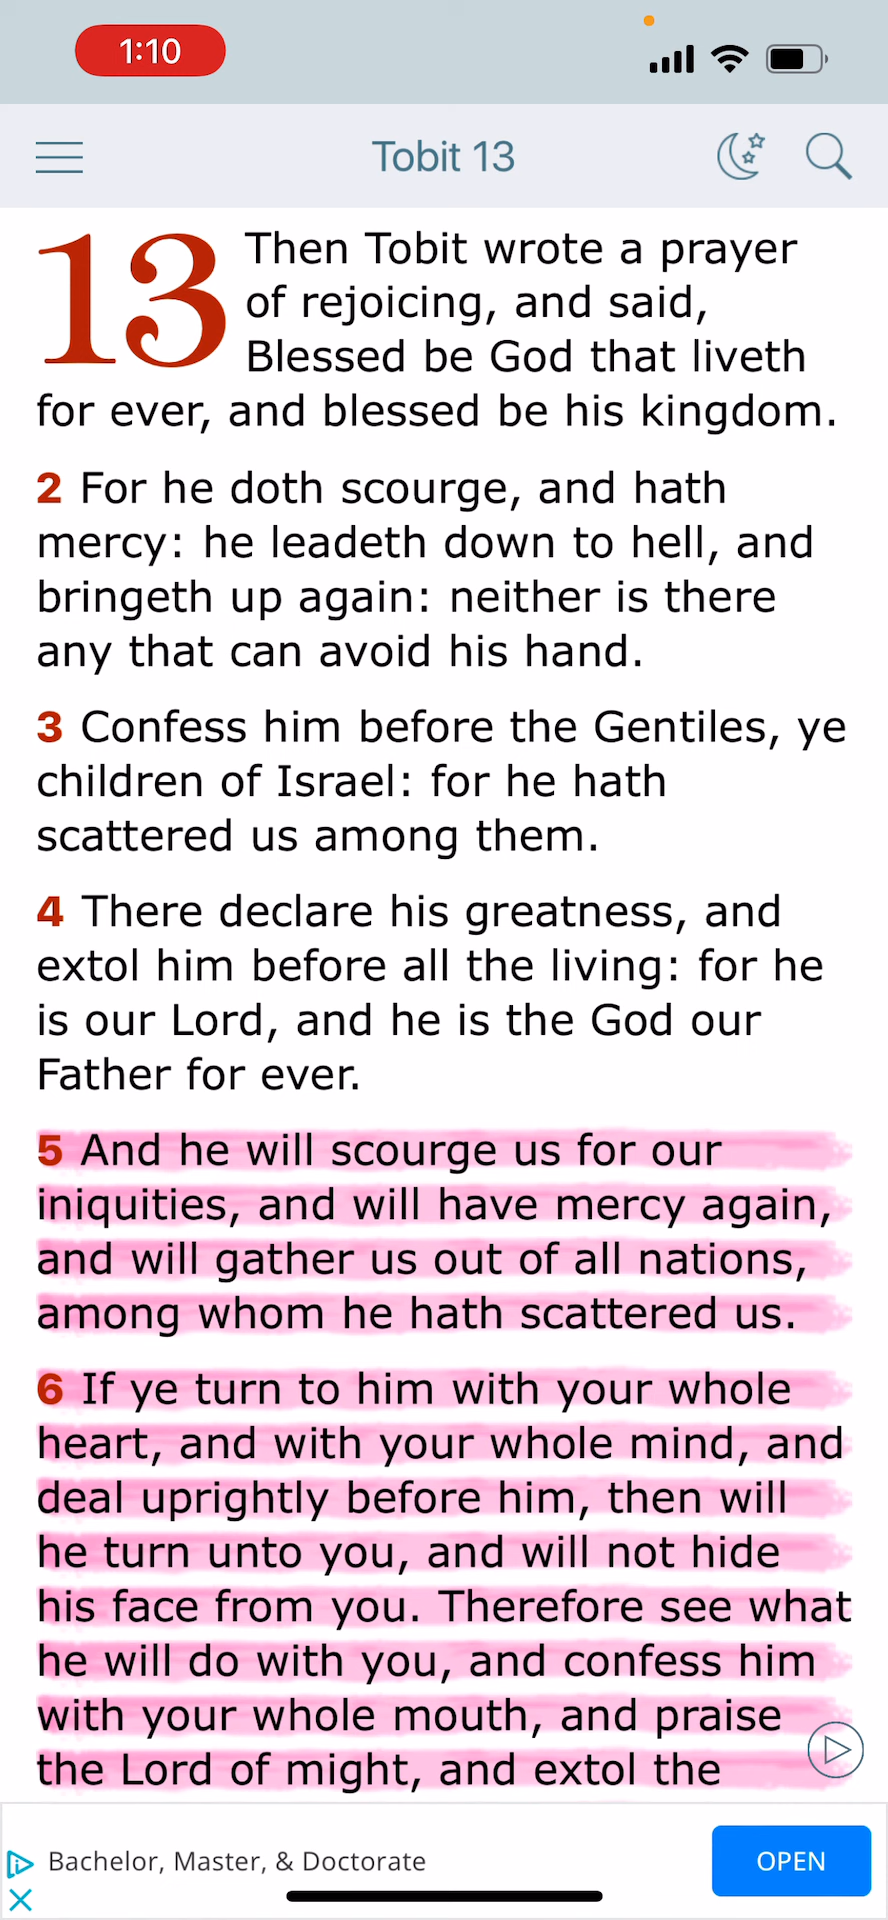 1:10
Tobit 13
13 Then Tobit wrote a prayer
of rejoicing, and said,
Blessed be God that liveth
for ever, and blessed be his kingdom.
2 For he doth scourge, and hath
mercy: he leadeth down to hell, and
bringeth up again: neither is there
any that can avoid his hand.
3 Confess him before the Gentiles, ye
children of Israel: for he hath
scattered us among them.
4 There declare his greatness, and
extol him before all the living: for he
is our Lord, and he is the God our
Father for ever.
5 And he will scourge us for our
iniquities, and will have mercy again,
and will gather us out of all nations,
among whom he hath scattered us.
6 If ye turn to him with your whole
heart, and with your whole mind, and
deal uprightly before him, then will
he turn unto you, and will not hide
his face from you. Therefore see what
he will do with you, and confess him
with your whole mouth, and praise
the Lord of might, and extol the
Bachelor, Master, & Doctorate
OPEN